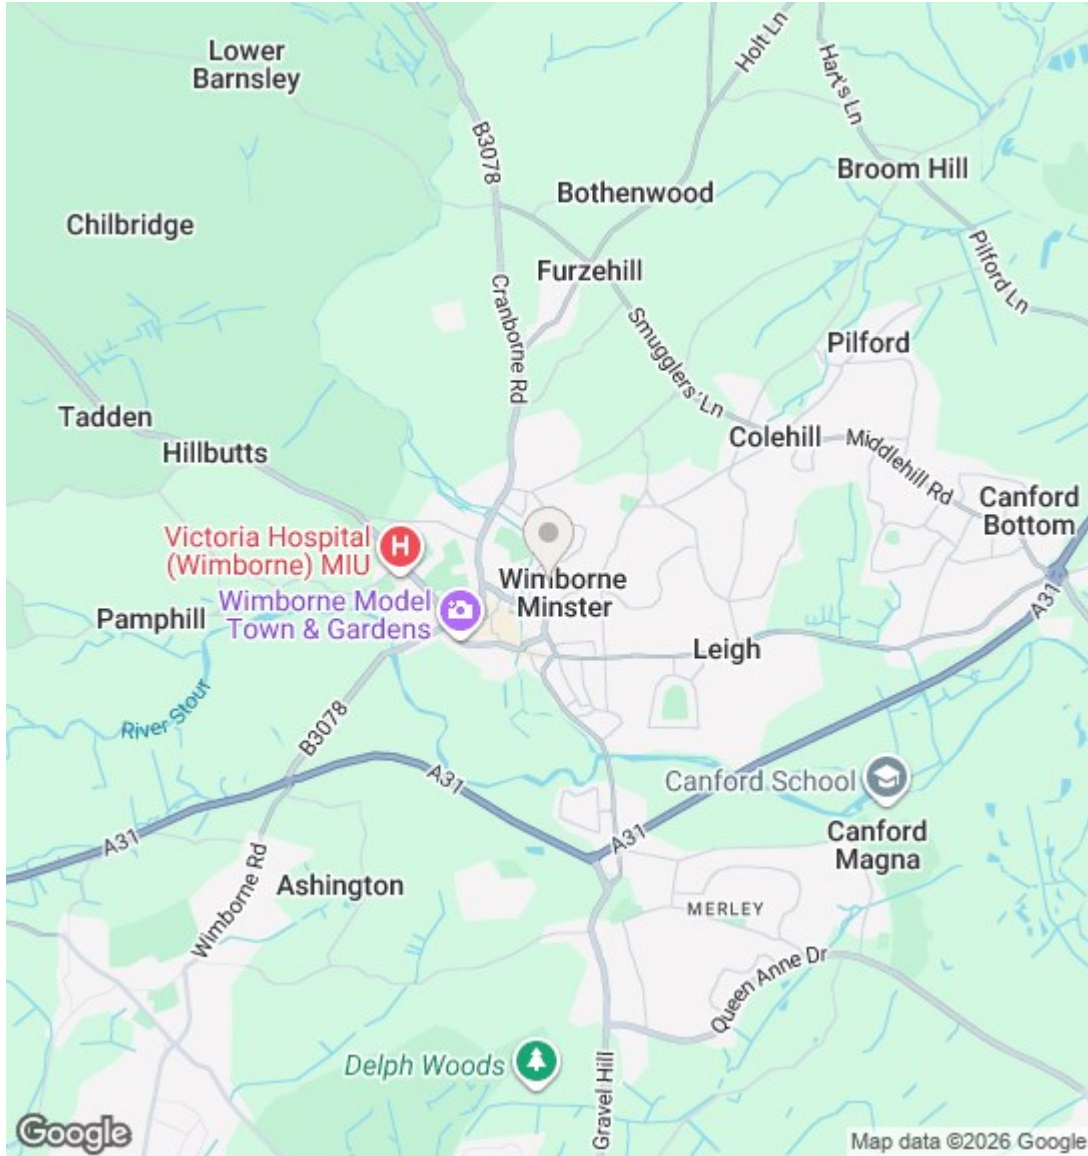 Lower
Barnsley
Holt Ln
Hart's Ln
B3078
Broom Hill
Bothenwood
Chilbridge
Pilford Ln
Furzehill
Cranborne Rd
Smugglers' Ln
Pilford
Tadden
Hillbutts
Colehill
Middlehill Rd
Canford
Bottom
Victoria Hospital
(Wimborne) MIU
H
Wimborne
Minster
A31
Wimborne Model
Town & Gardens
Pamphill
Leigh
River Stour
B3078
A31
Canford School
A31
A31
Canford
Magna
Ashington
Wimborne Rd
MERLEY
Queen Anne Dr
Delph Woods
Gravel Hill
Google
Map data ©2026 Google